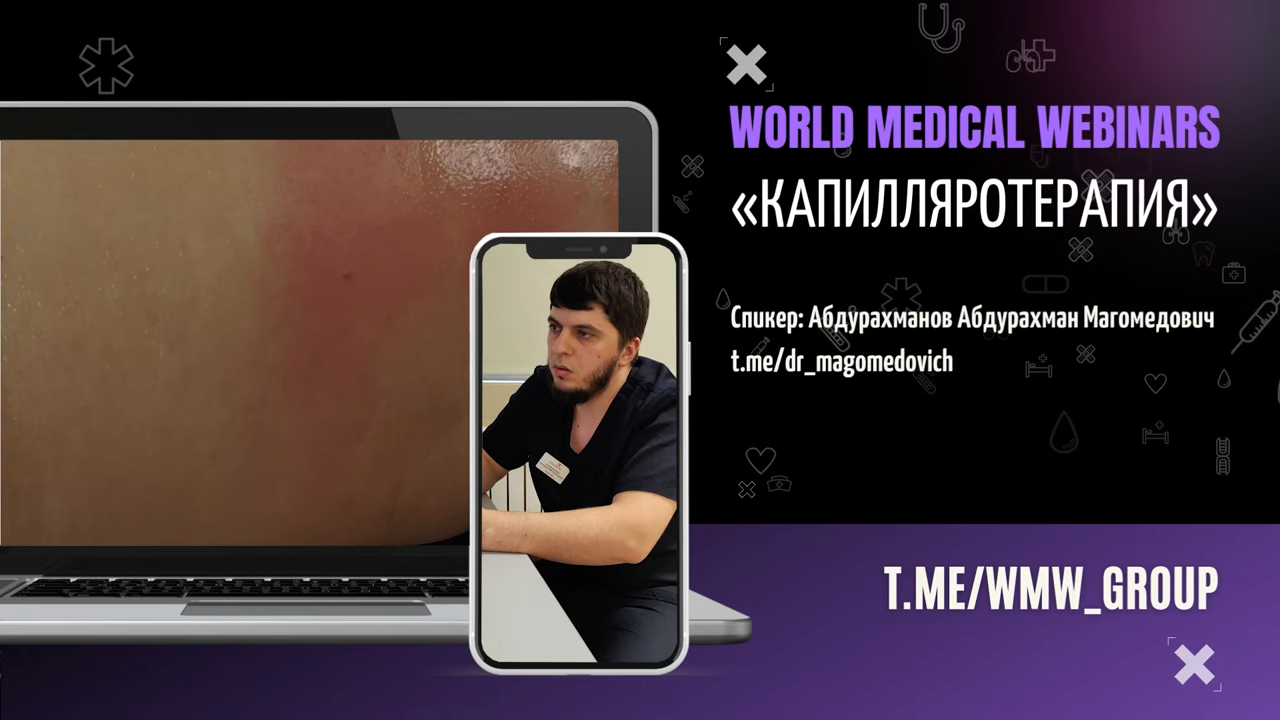 WORLD MEDICAL WEBINARS
«КАПИЛЛЯРОТЕРАПИЯ»
Спикер: Абдурахманов Абдурахман Магомедович
t.me/dr_magomedovich
T.ME/WMW_GROUP